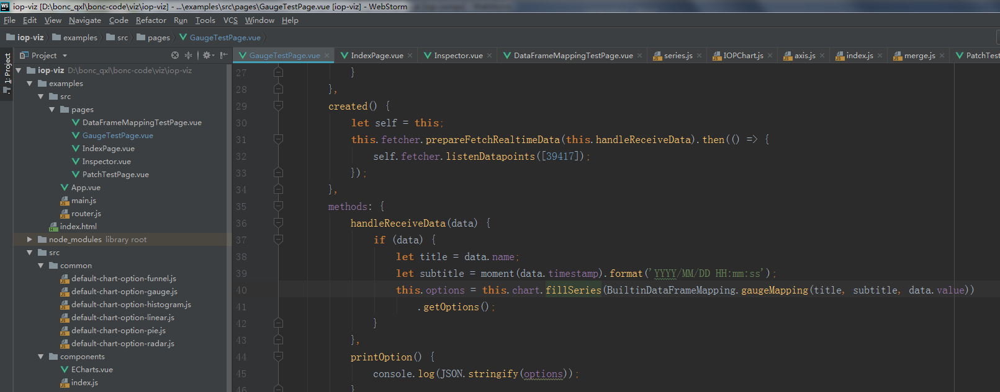 WS iop-viz [D:\bonc_qxl\bonc-code\viz\iop-viz] - ...\examples\src\pages\GaugeTestPage.vue [iop-viz] - WebStorm
File Edit View Navigate Code Refactor Run Tools VCS Window Help
iop-viz examples src pages GaugeTestPage.vue
1: Project
Project
GaugeTestPage.vue IndexPage.vue Inspector.vue DataFrameMappingTestPage.vue series.js IOPChart.js axis.js index.js merge.js PatchTest
iop-viz D:\bonc_qxl\bonc-code\viz\iop-viz
examples
src
pages
DataFrameMappingTestPage.vue
GaugeTestPage.vue
IndexPage.vue
Inspector.vue
PatchTestPage.vue
App.vue
main.js
router.js
index.html
node_modules library root
src
common
default-chart-option-funnel.js
default-chart-option-gauge.js
default-chart-option-histogram.js
default-chart-option-linear.js
default-chart-option-pie.js
default-chart-option-radar.js
components
ECharts.vue
index.js
27 }
28 },
29 created() {
30 let self = this;
31 this.fetcher.prepareFetchRealtimeData(this.handleReceiveData).then(() => {
32 self.fetcher.listenDatapoints([39417]);
33 });
34 },
35 methods: {
36 handleReceiveData(data) {
37 if (data) {
38 let title = data.name;
39 let subtitle = moment(data.timestamp).format('YYYY/MM/DD HH:mm:ss');
40 this.options = this.chart.fillSeries(BuiltinDataFrameMapping.gaugeMapping(title, subtitle, data.value))
41 .getOptions();
42 }
43 },
44 printOption() {
45 console.log(JSON.stringify(options));
46 }